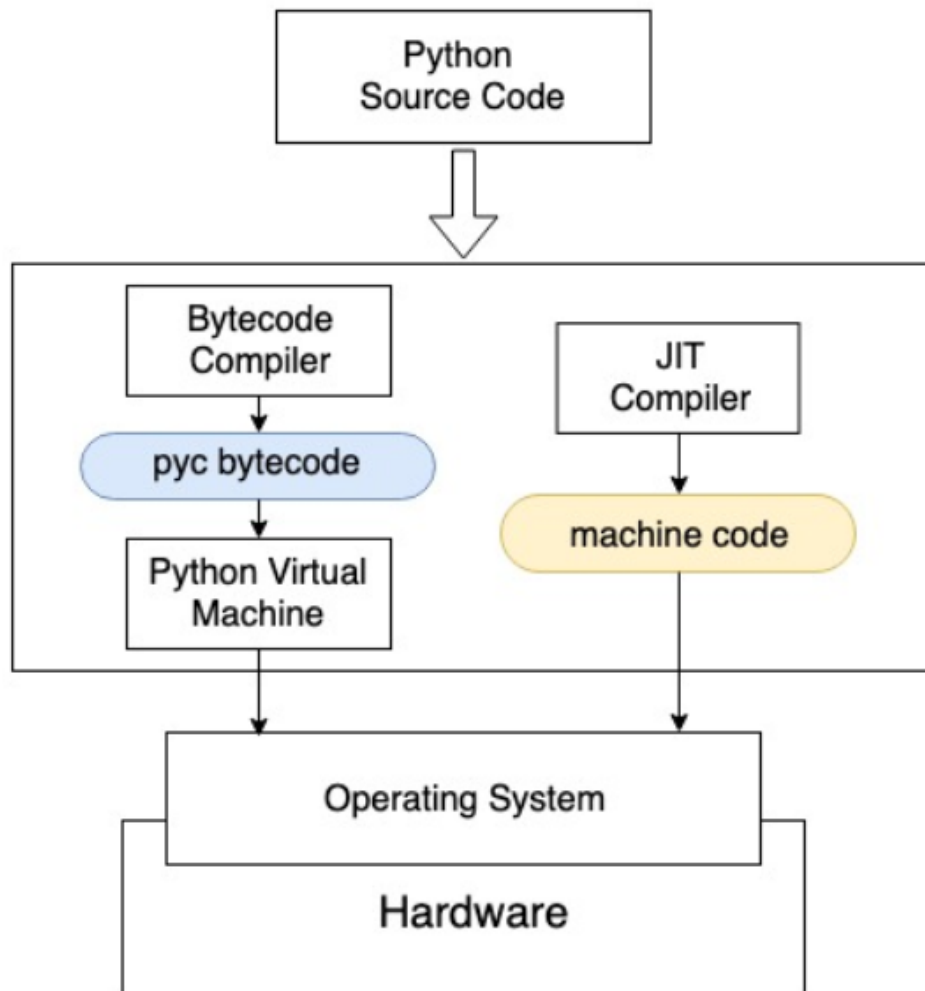 Python
Source Code
Bytecode
Compiler
pyc bytecode
Python Virtual
Machine
JIT
Compiler
machine code
Operating System
Hardware